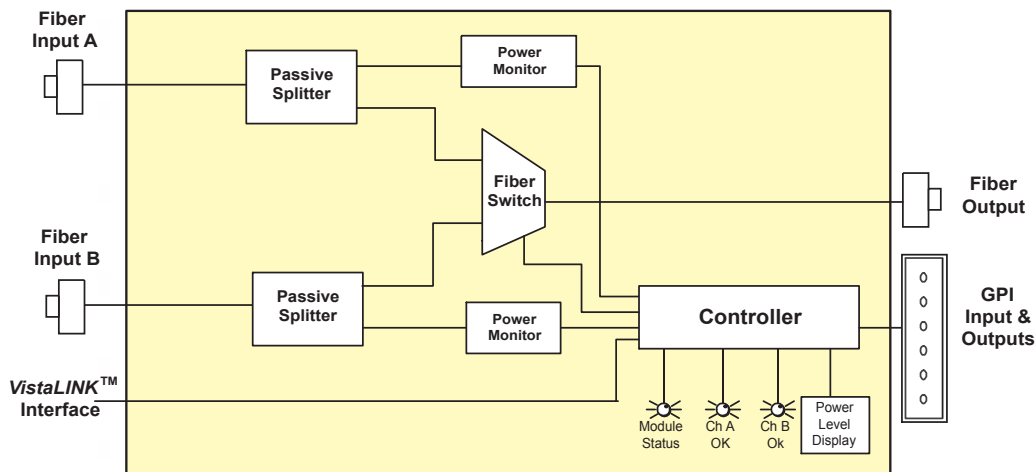 Fiber
Input A
Passive
Splitter
Power
Monitor
Fiber
Switch
Fiber
Output
Fiber
Input B
Passive
Splitter
Power
Monitor
Controller
GPI
Input &
Outputs
VistaLINK™
Interface
Module
Status
Ch A
OK
Ch B
Ok
Power
Level
Display